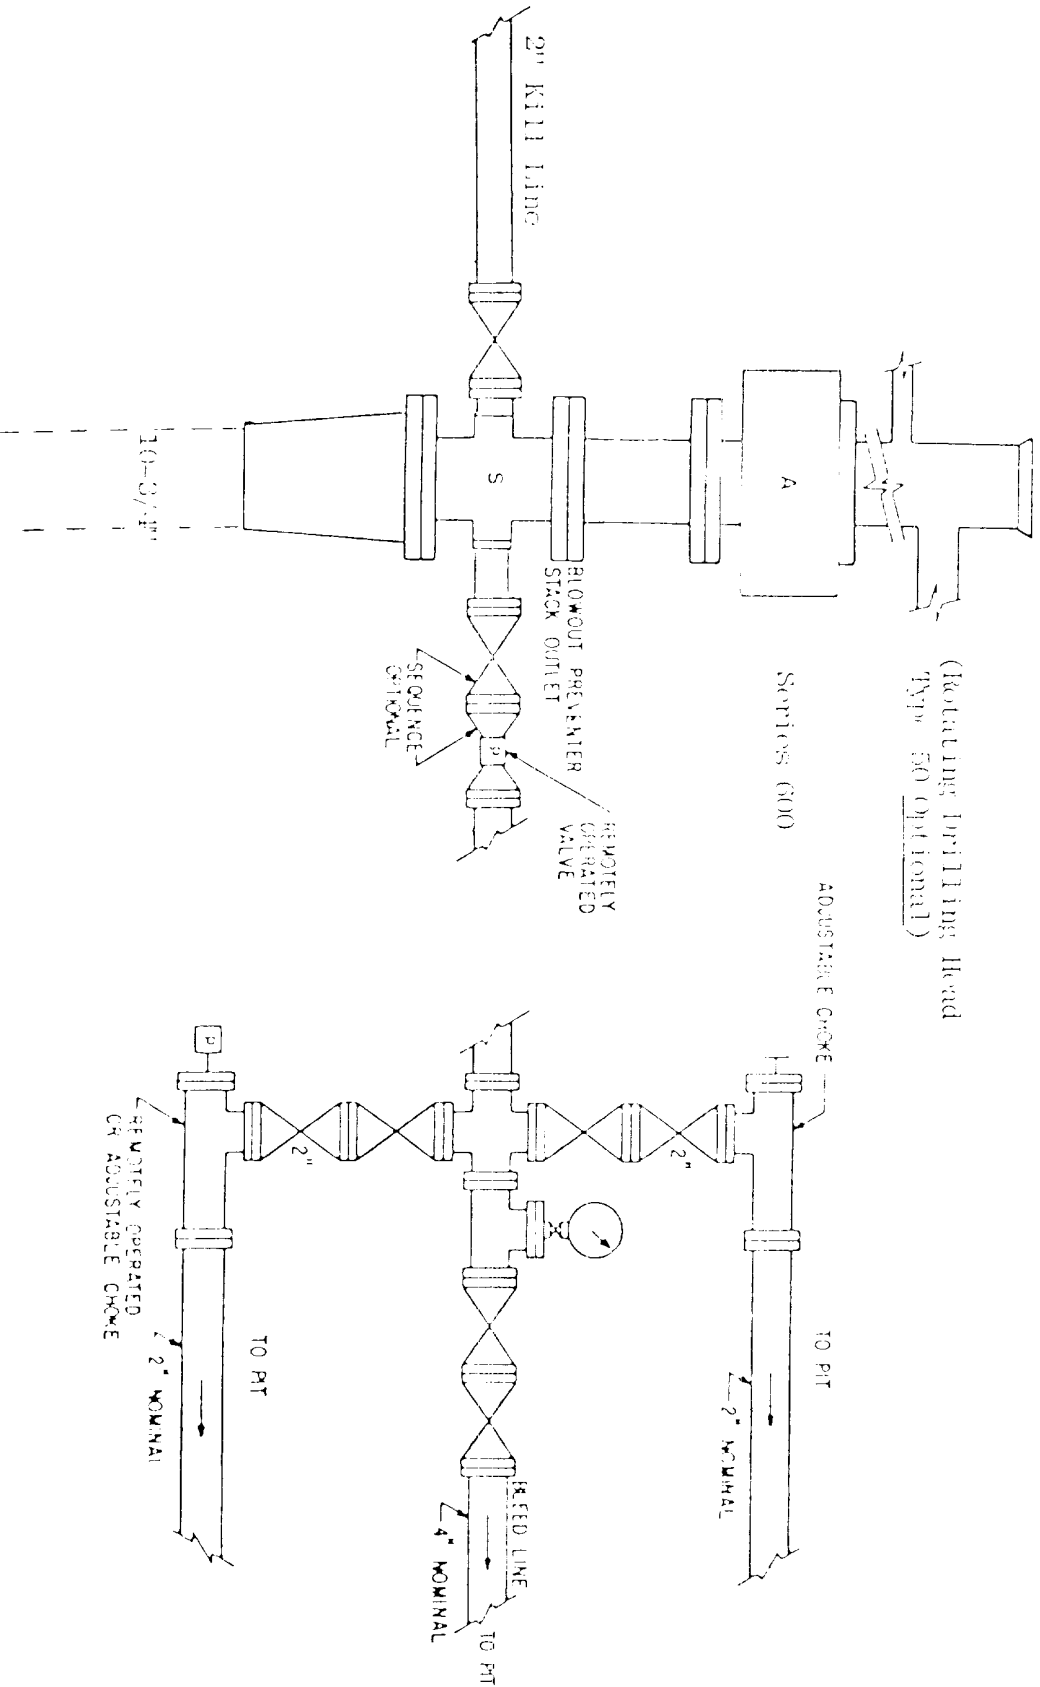 (Rotating Drilling Head
Type 50 Optional)
Series 600
A
2" Kill Line
S
BLOWOUT PREVENTER
STACK OUTLET
REMOTELY
OPERATED
VALVE
P
SEQUENCE
OPTIONAL
10-3/4"
ADJUSTABLE CHOKE
TO PIT
2" NOMINAL
2"
BLEED LINE
TO PIT
4" NOMINAL
2"
P
TO PIT
REMOTELY OPERATED
OR ADJUSTABLE CHOKE
2" NOMINAL